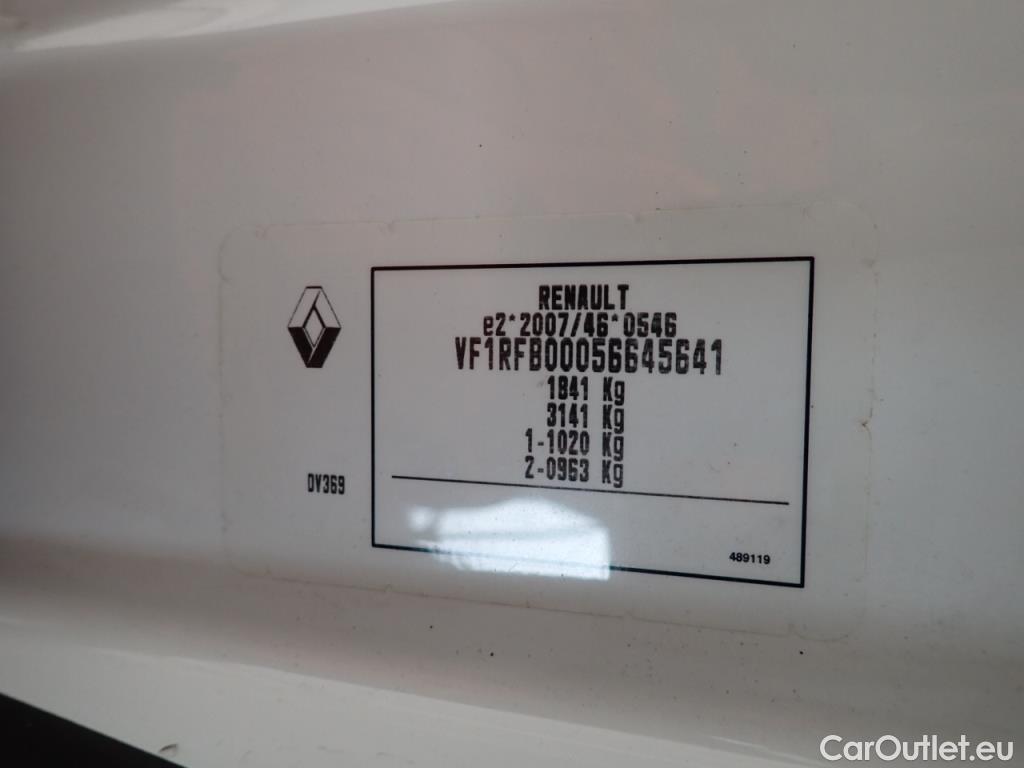 RENAULT
e2*2007/46*0546
VF1RFB00056645641
1841 Kg
3141 Kg
1-1020 Kg
2-0963 Kg
DV369
489119
CarOutlet.eu